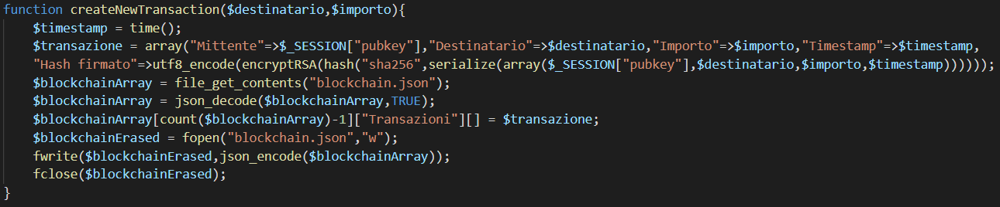 function createNewTransaction($destinatario,$importo){
$timestamp = time();
$transazione = array("Mittente"=>$_SESSION["pubkey"],"Destinatario"=>$destinatario,"Importo"=>$importo,"Timestamp"=>$timestamp,
"Hash firmato"=>utf8_encode(encryptRSA(hash("sha256",serialize(array($_SESSION["pubkey"],$destinatario,$importo,$timestamp))))));
$blockchainArray = file_get_contents("blockchain.json");
$blockchainArray = json_decode($blockchainArray,TRUE);
$blockchainArray[count($blockchainArray)-1]["Transazioni"][] = $transazione;
$blockchainErased = fopen("blockchain.json","w");
fwrite($blockchainErased,json_encode($blockchainArray));
fclose($blockchainErased);
}